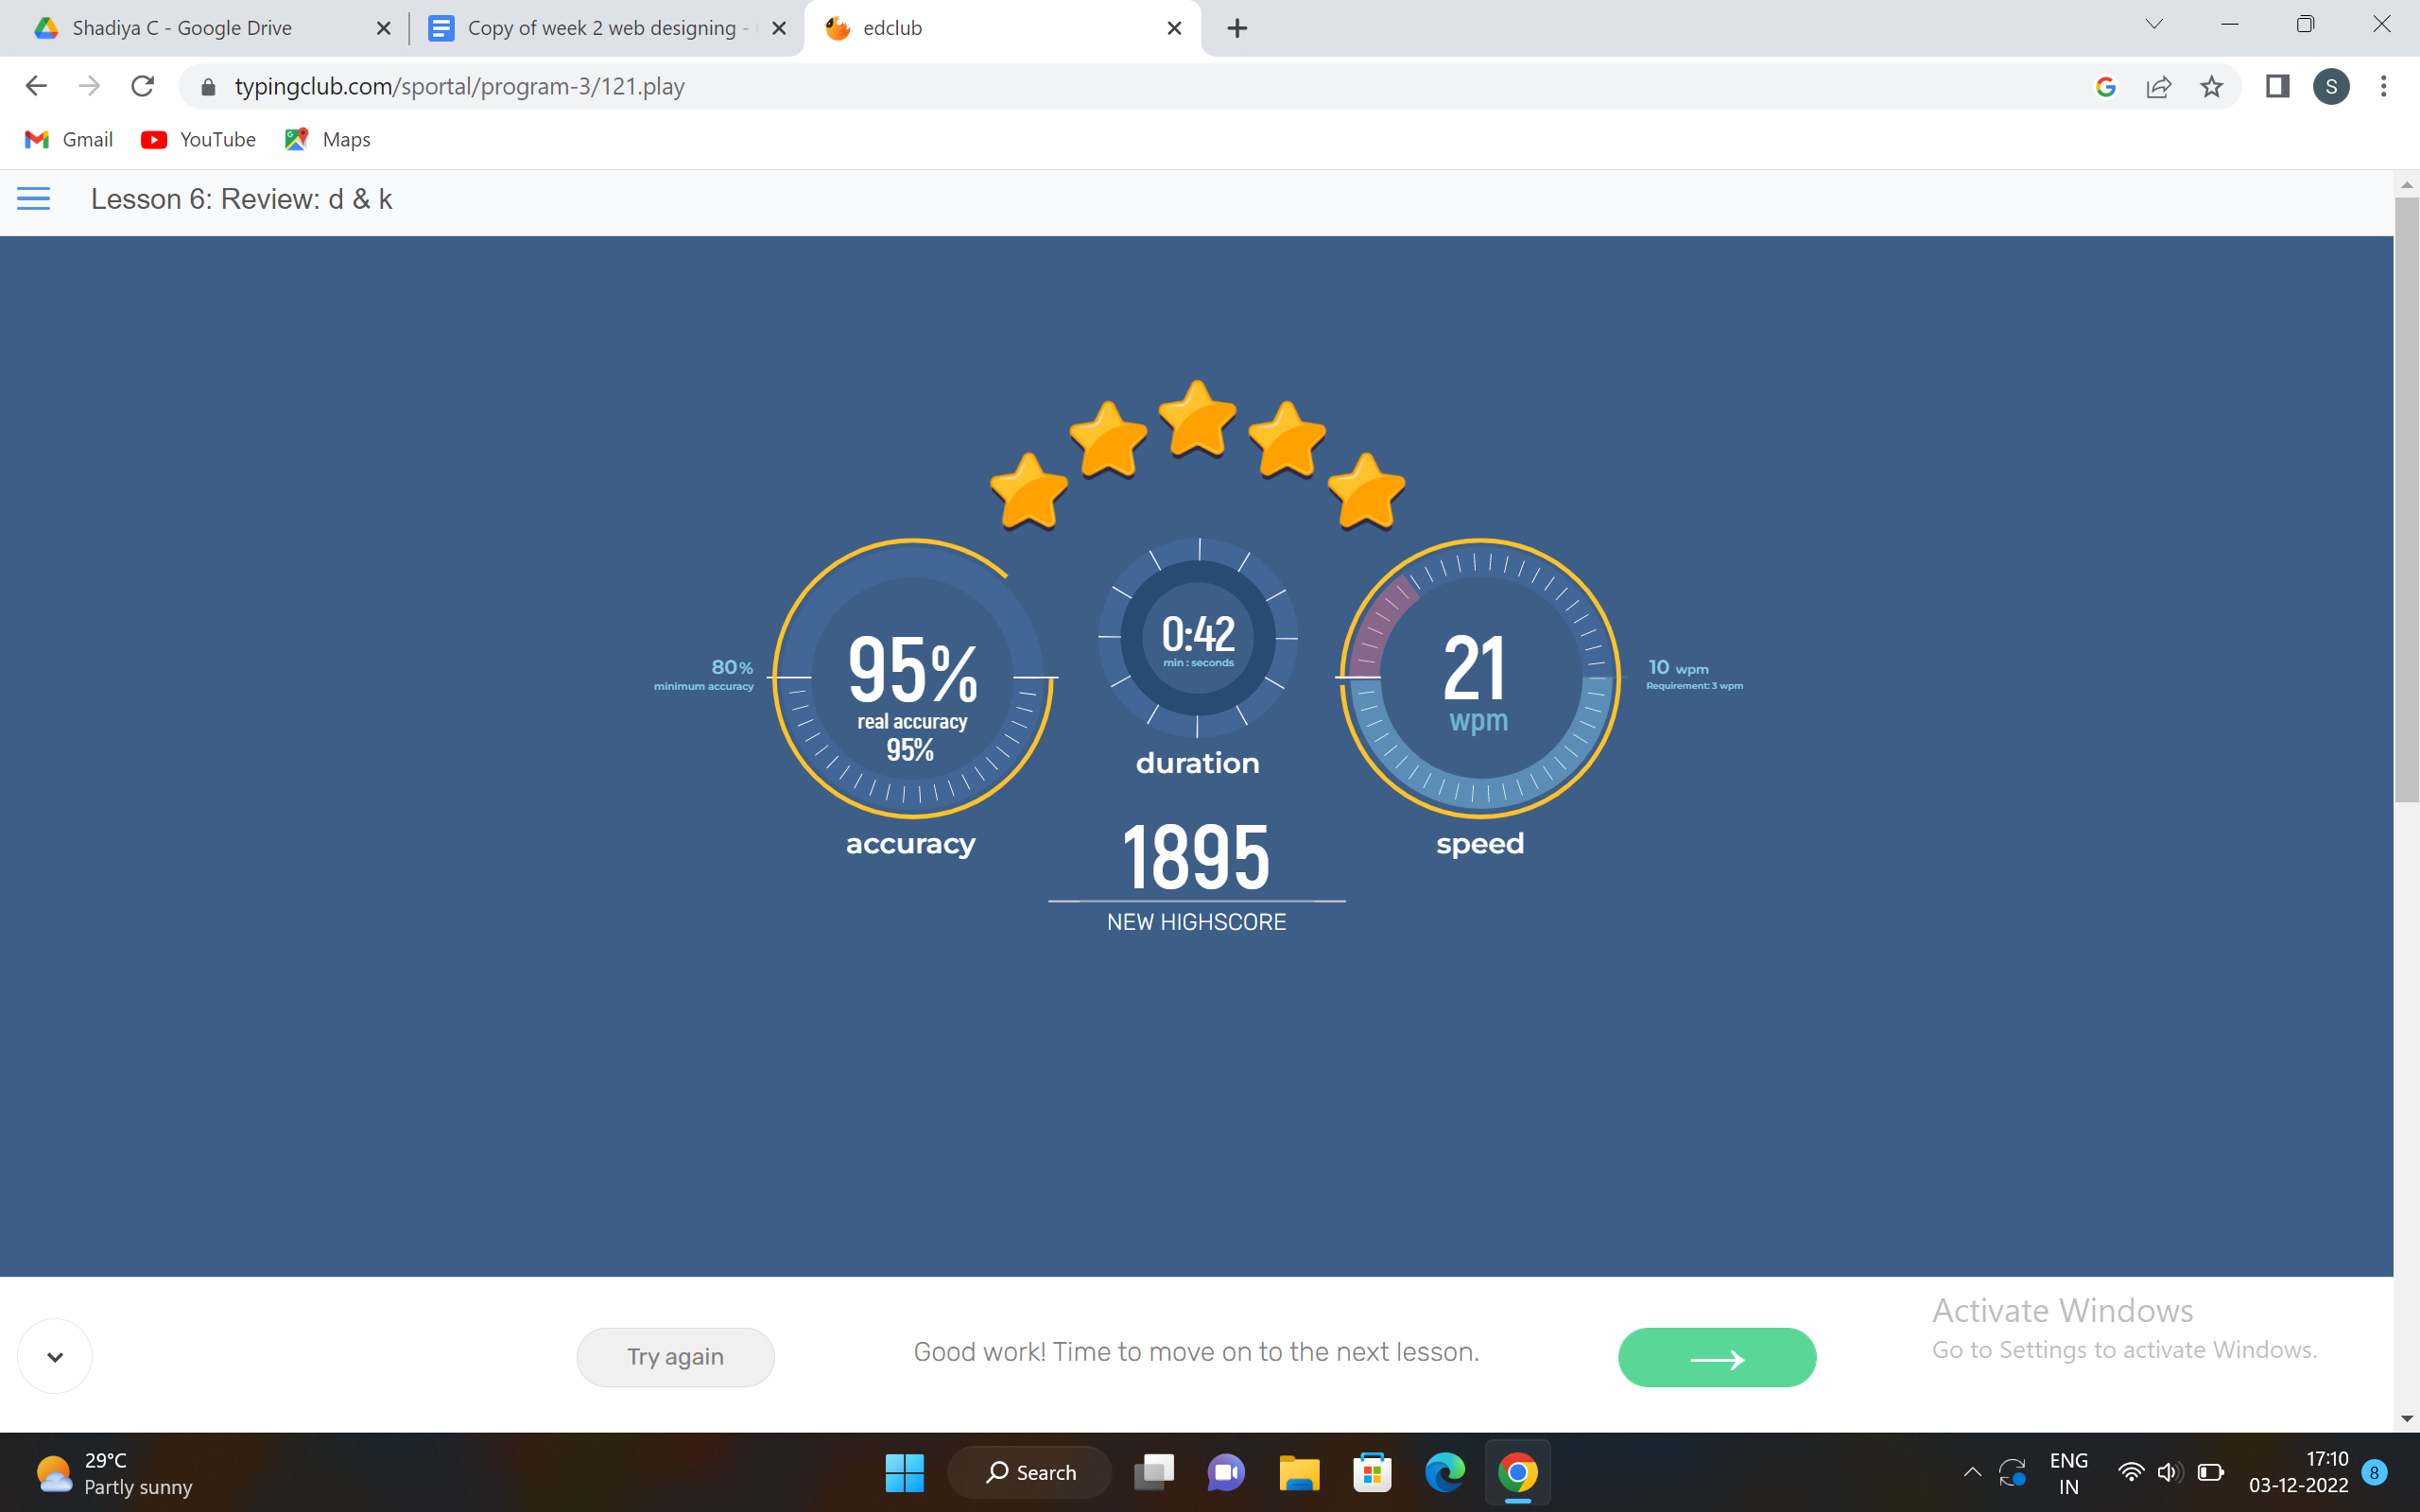 Shadiya C - Google Drive
Copy of week 2 web designing -
edclub
typingclub.com/sportal/program-3/121.play
S
Gmail
YouTube
Maps
Lesson 6: Review: d & k
80%
minimum accuracy
95%
real accuracy
95%
accuracy
0:42
min : seconds
duration
21
wpm
speed
10 wpm
Requirement: 3 wpm
1895
NEW HIGHSCORE
Try again
Good work! Time to move on to the next lesson.
Activate Windows
Go to Settings to activate Windows.
29°C
Partly sunny
Search
ENG
IN
17:10
03-12-2022
8